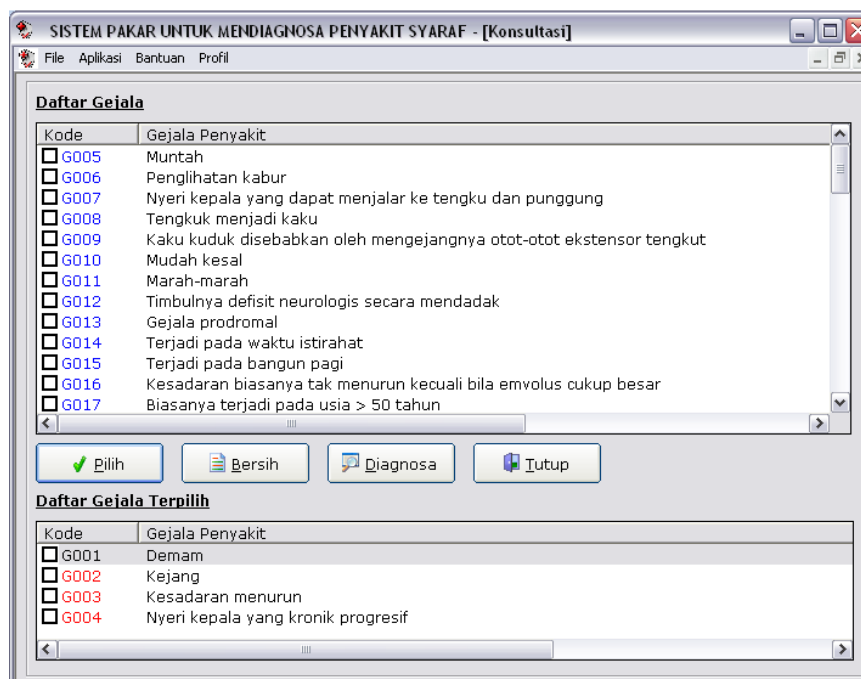 SISTEM PAKAR UNTUK MENDIAGNOSA PENYAKIT SYARAF - [Konsultasi]
File Aplikasi Bantuan Profil
Daftar Gejala
Kode Gejala Penyakit
G005 Muntah
G006 Penglihatan kabur
G007 Nyeri kepala yang dapat menjalar ke tengku dan punggung
G008 Tengkuk menjadi kaku
G009 Kaku kuduk disebabkan oleh mengejangnya otot-otot ekstensor tengkut
G010 Mudah kesal
G011 Marah-marah
G012 Timbulnya defisit neurologis secara mendadak
G013 Gejala prodromal
G014 Terjadi pada waktu istirahat
G015 Terjadi pada bangun pagi
G016 Kesadaran biasanya tak menurun kecuali bila emvolus cukup besar
G017 Biasanya terjadi pada usia > 50 tahun
Pilih Bersih Diagnosa Tutup
Daftar Gejala Terpilih
Kode Gejala Penyakit
G001 Demam
G002 Kejang
G003 Kesadaran menurun
G004 Nyeri kepala yang kronik progresif